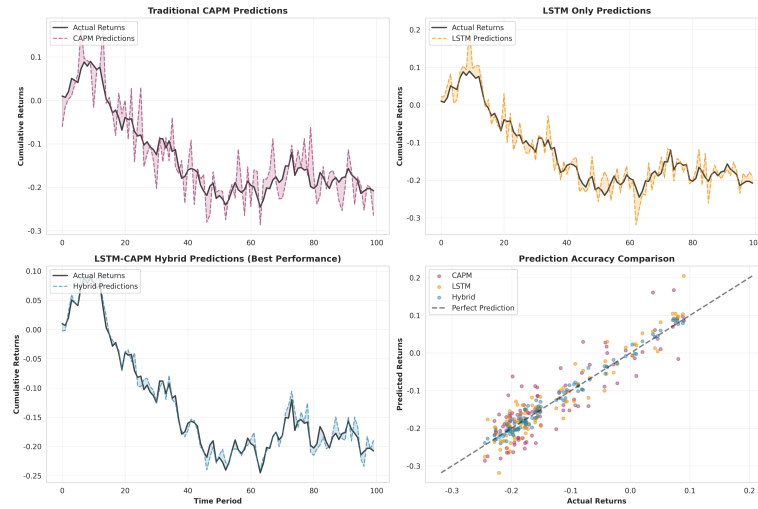 Traditional CAPM Predictions
Actual Returns
CAPM Predictions
Cumulative Returns
0.1
0.0
-0.1
-0.2
-0.3
0 20 40 60 80 100
LSTM Only Predictions
Actual Returns
LSTM Predictions
Cumulative Returns
0.2
0.1
0.0
-0.1
-0.2
-0.3
0 20 40 60 80
LSTM-CAPM Hybrid Predictions (Best Performance)
Actual Returns
Hybrid Predictions
Cumulative Returns
0.10
0.05
0.00
-0.05
-0.10
-0.15
-0.20
-0.25
0 20 40 60 80 100
Time Period
Prediction Accuracy Comparison
CAPM
LSTM
Hybrid
Perfect Prediction
Predicted Returns
0.2
0.1
0.0
-0.1
-0.2
-0.3
-0.3 -0.2 -0.1 0.0 0.1 0.2
Actual Returns